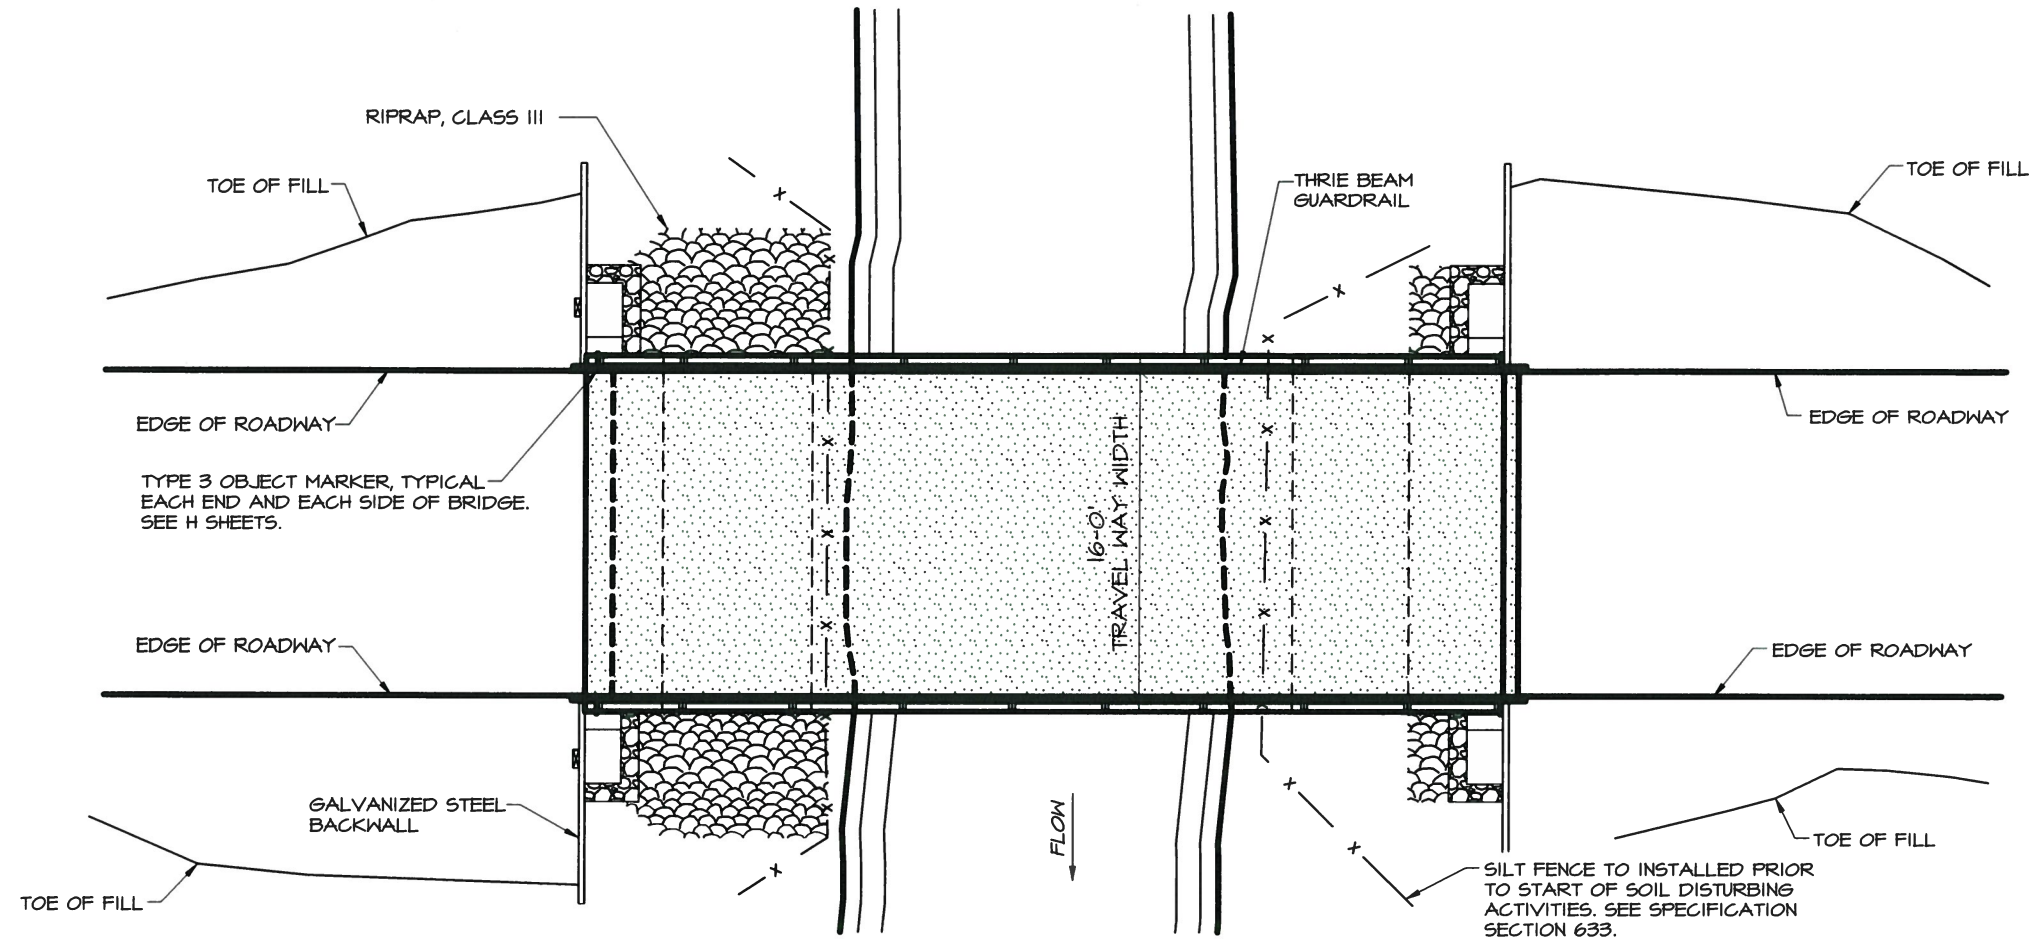 RIPRAP, CLASS III
TOE OF FILL
THRIE BEAM
GUARDRAIL
TOE OF FILL
EDGE OF ROADWAY
EDGE OF ROADWAY
TYPE 3 OBJECT MARKER, TYPICAL
EACH END AND EACH SIDE OF BRIDGE.
SEE H SHEETS.
16-0'
TRAVEL WAY WIDTH
EDGE OF ROADWAY
EDGE OF ROADWAY
GALVANIZED STEEL
BACKWALL
FLOW
TOE OF FILL
TOE OF FILL
SILT FENCE TO INSTALLED PRIOR
TO START OF SOIL DISTURBING
ACTIVITIES. SEE SPECIFICATION
SECTION 633.